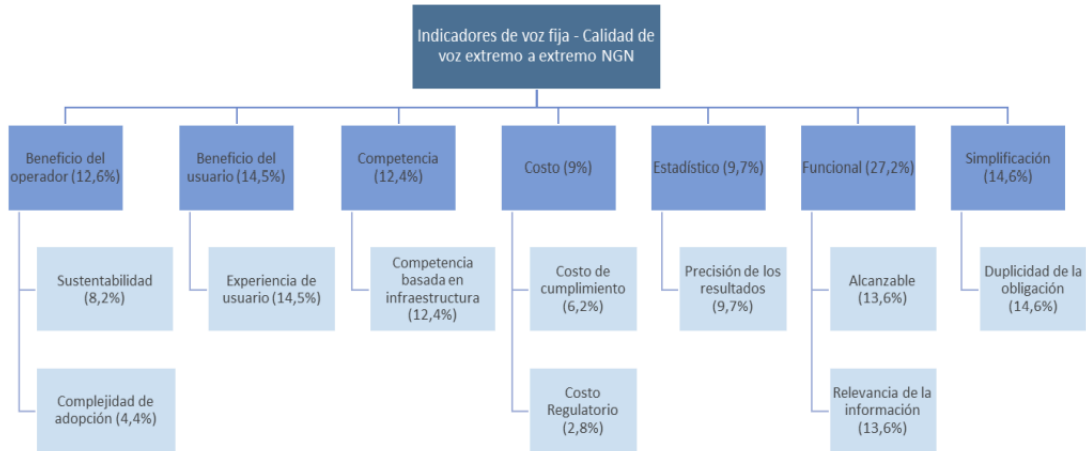 Indicadores de voz fija - Calidad de
voz extremo a extremo NGN
Beneficio del
operador (12,6%)
Beneficio del
usuario (14,5%)
Competencia
(12,4%)
Costo (9%)
Estadístico (9,7%)
Funcional (27,2%)
Simplificación
(14,6%)
Sustentabilidad
(8,2%)
Experiencia de
usuario (14,5%)
Competencia
basada en
infraestructura
(12,4%)
Costo de
cumplimiento
(6,2%)
Precisión de los
resultados
(9,7%)
Alcanzable
(13,6%)
Duplicidad de la
obligación
(14,6%)
Complejidad de
adopción (4,4%)
Costo
Regulatorio
(2,8%)
Relevancia de la
información
(13,6%)